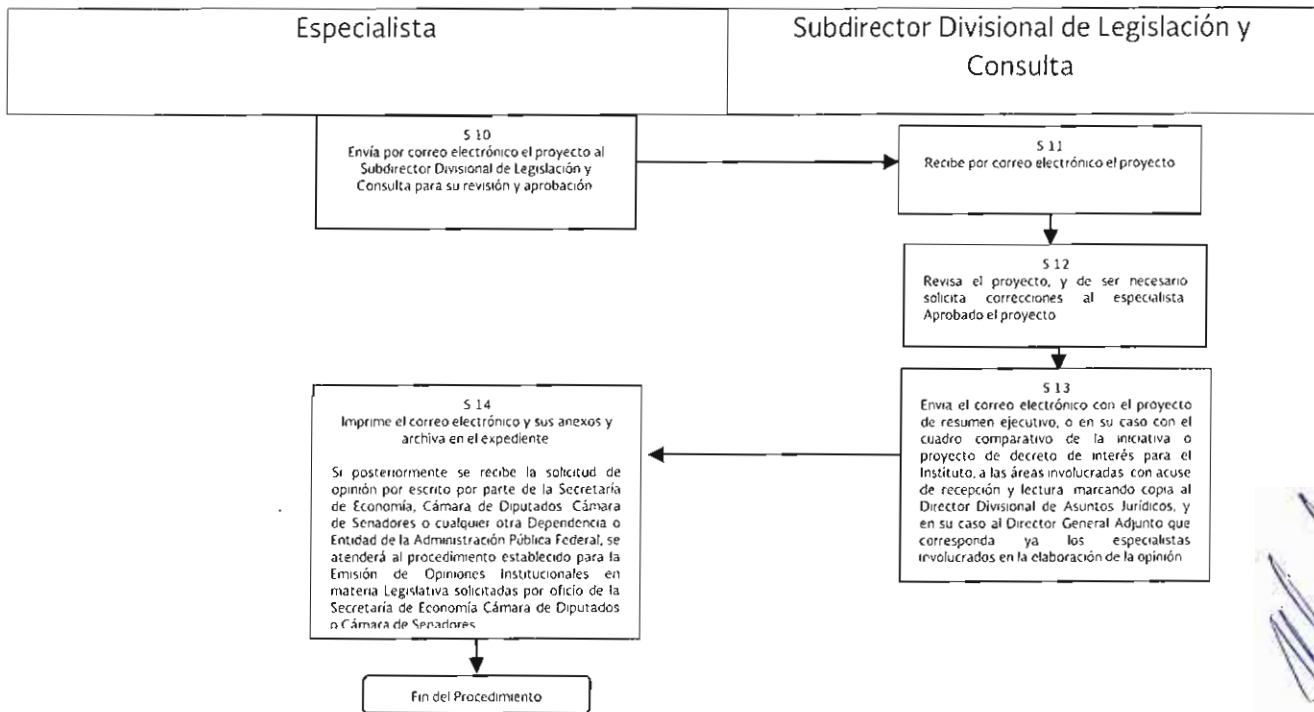 Especialista
Subdirector Divisional de Legislación y
Consulta
5 10
Envía por correo electrónico el proyecto al
Subdirector Divisional de Legislación y
Consulta para su revisión y aprobación
5 11
Recibe por correo electrónico el proyecto
5 12
Revisa el proyecto, y de ser necesario
solicita correcciones al especialista
Aprobado el proyecto
5 13
Envia el correo electrónico con el proyecto
de resumen ejecutivo, o en su caso con el
cuadro comparativo de la iniciativa o
proyecto de decreto de interés para el
Instituto, a las áreas involucradas con acuse
de recepción y lectura marcando copia al
Director Divisional de Asuntos Jurídicos, y
en su caso al Director General Adjunto que
corresponda ya los especialistas
involucrados en la elaboración de la opinión
5 14
Imprime el correo electrónico y sus anexos y
archiva en el expediente
Si posteriormente se recibe la solicitud de
opinión por escrito por parte de la Secretaría
de Economía, Cámara de Diputados Cámara
de Senadores o cualquier otra Dependencia o
Entidad de la Administración Pública Federal, se
atenderá al procedimiento establecido para la
Emisión de Opiniones Institucionales en
materia Legislativa solicitadas por oficio de la
Secretaría de Economía Cámara de Diputados
o Cámara de Senadores
Fin del Procedimiento